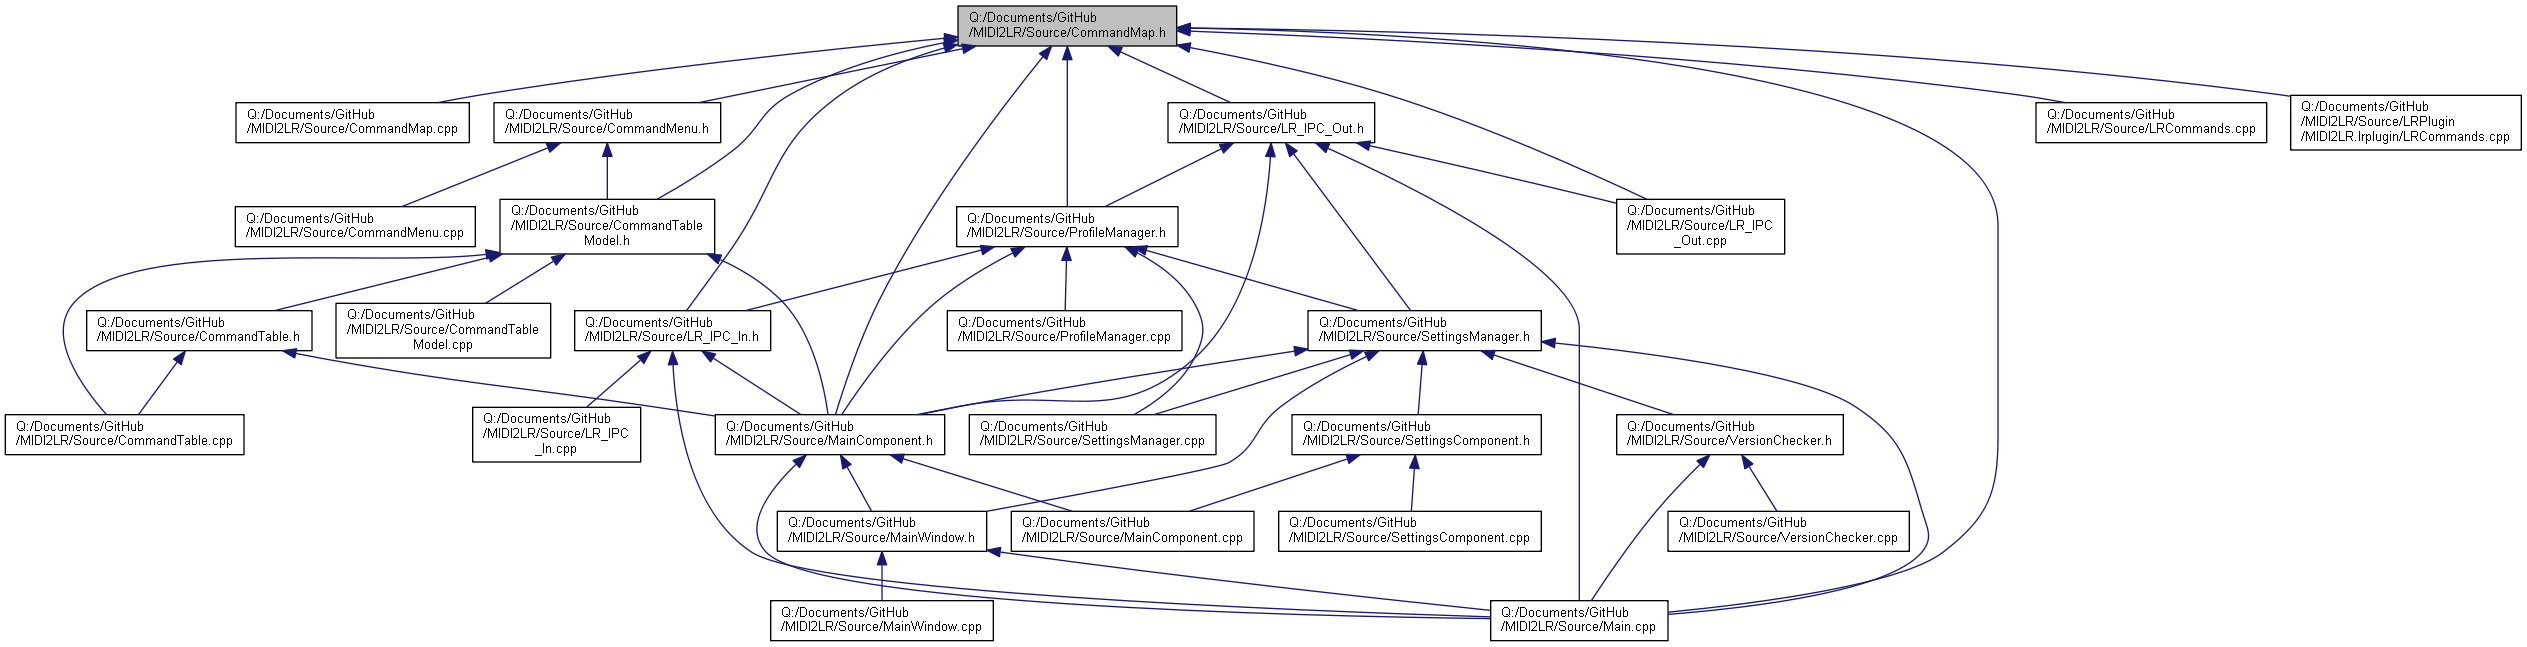 Q:/Documents/GitHub
/MIDI2LR/Source/CommandMap.h
Q:/Documents/GitHub
/MIDI2LR/Source/CommandMap.cpp
Q:/Documents/GitHub
/MIDI2LR/Source/CommandMenu.h
Q:/Documents/GitHub
/MIDI2LR/Source/LR_IPC_Out.h
Q:/Documents/GitHub
/MIDI2LR/Source/LRCommands.cpp
Q:/Documents/GitHub
/MIDI2LR/Source/LRPlugin
/MIDI2LR.lrplugin/LRCommands.cpp
Q:/Documents/GitHub
/MIDI2LR/Source/CommandMenu.cpp
Q:/Documents/GitHub
/MIDI2LR/Source/CommandTable
Model.h
Q:/Documents/GitHub
/MIDI2LR/Source/ProfileManager.h
Q:/Documents/GitHub
/MIDI2LR/Source/LR_IPC
_Out.cpp
Q:/Documents/GitHub
/MIDI2LR/Source/CommandTable.h
Q:/Documents/GitHub
/MIDI2LR/Source/CommandTable
Model.cpp
Q:/Documents/GitHub
/MIDI2LR/Source/LR_IPC_In.h
Q:/Documents/GitHub
/MIDI2LR/Source/ProfileManager.cpp
Q:/Documents/GitHub
/MIDI2LR/Source/SettingsManager.h
Q:/Documents/GitHub
/MIDI2LR/Source/CommandTable.cpp
Q:/Documents/GitHub
/MIDI2LR/Source/LR_IPC
_In.cpp
Q:/Documents/GitHub
/MIDI2LR/Source/MainComponent.h
Q:/Documents/GitHub
/MIDI2LR/Source/SettingsManager.cpp
Q:/Documents/GitHub
/MIDI2LR/Source/SettingsComponent.h
Q:/Documents/GitHub
/MIDI2LR/Source/VersionChecker.h
Q:/Documents/GitHub
/MIDI2LR/Source/MainWindow.h
Q:/Documents/GitHub
/MIDI2LR/Source/MainComponent.cpp
Q:/Documents/GitHub
/MIDI2LR/Source/SettingsComponent.cpp
Q:/Documents/GitHub
/MIDI2LR/Source/VersionChecker.cpp
Q:/Documents/GitHub
/MIDI2LR/Source/MainWindow.cpp
Q:/Documents/GitHub
/MIDI2LR/Source/Main.cpp